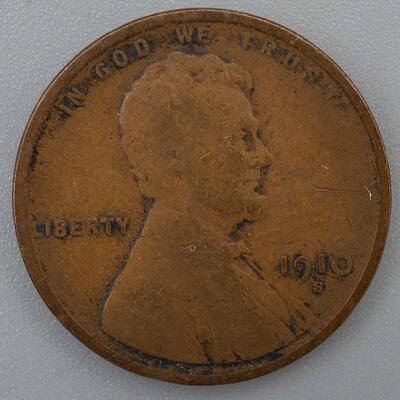 IN GOD WE TRUST
LIBERTY
1910
S